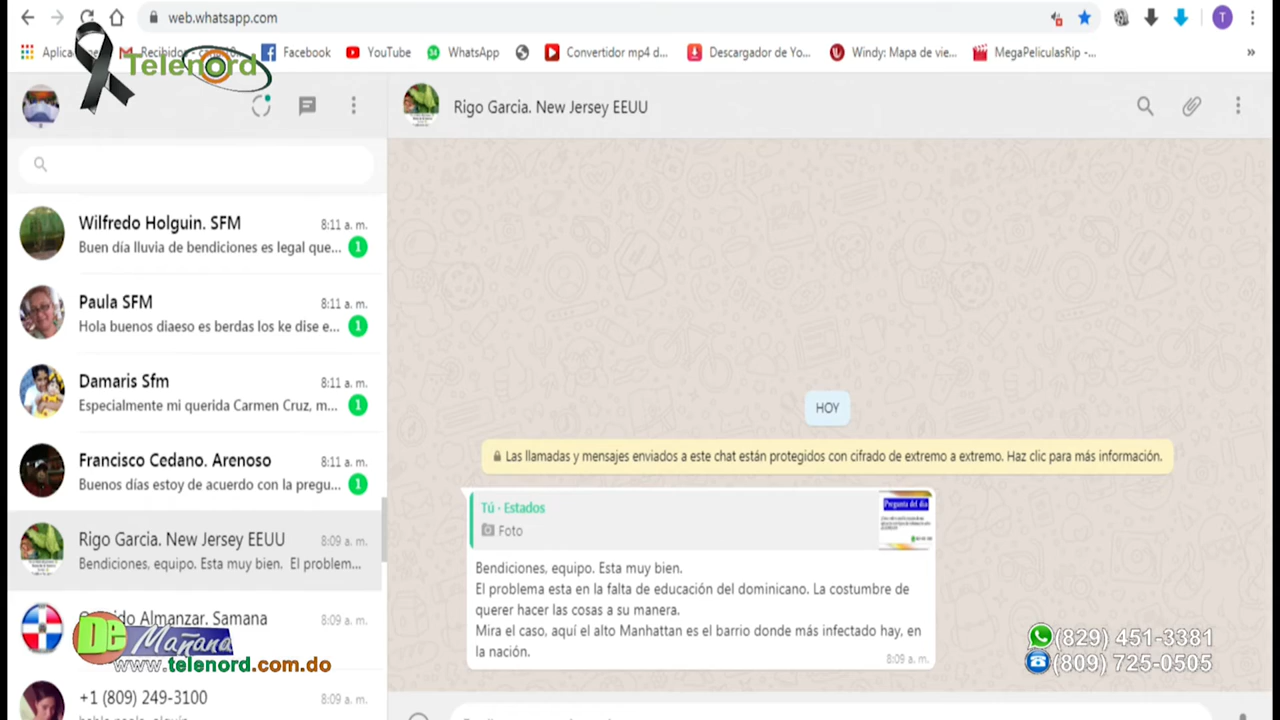 web.whatsapp.com
T
Recibidos
Facebook
YouTube
WhatsApp
Convertidor mp4 d...
Descargador de Yo...
Windy: Mapa de vie...
MegaPeliculasRip -...
»
Telenord
Rigo Garcia. New Jersey EEUU
Wilfredo Holguin. SFM
8:11 a. m.
Buen día lluvia de bendiciones es legal que...
1
Paula SFM
8:11 a. m.
Hola buenos diaeso es berdas los ke dise e...
1
Damaris Sfm
8:11 a. m.
Especialmente mi querida Carmen Cruz, m...
1
Francisco Cedano. Arenoso
8:11 a. m.
Buenos días estoy de acuerdo con la pregu...
1
Rigo Garcia. New Jersey EEUU
8:09 a. m.
Bendiciones, equipo. Esta muy bien. El problem...
Almanzar. Samana
8:09 a. m.
De Mañana
www.telenord.com.do
+1 (809) 249-3100
8:09 a. m.
HOY
Las llamadas y mensajes enviados a este chat están protegidos con cifrado de extremo a extremo. Haz clic para más información.
Tú · Estados
Foto
Pregunta del día
Bendiciones, equipo. Esta muy bien.
El problema esta en la falta de educación del dominicano. La costumbre de
querer hacer las cosas a su manera.
Mira el caso, aquí el alto Manhattan es el barrio donde más infectado hay, en
la nación.
8:09 a. m.
(829) 451-3381
(809) 725-0505